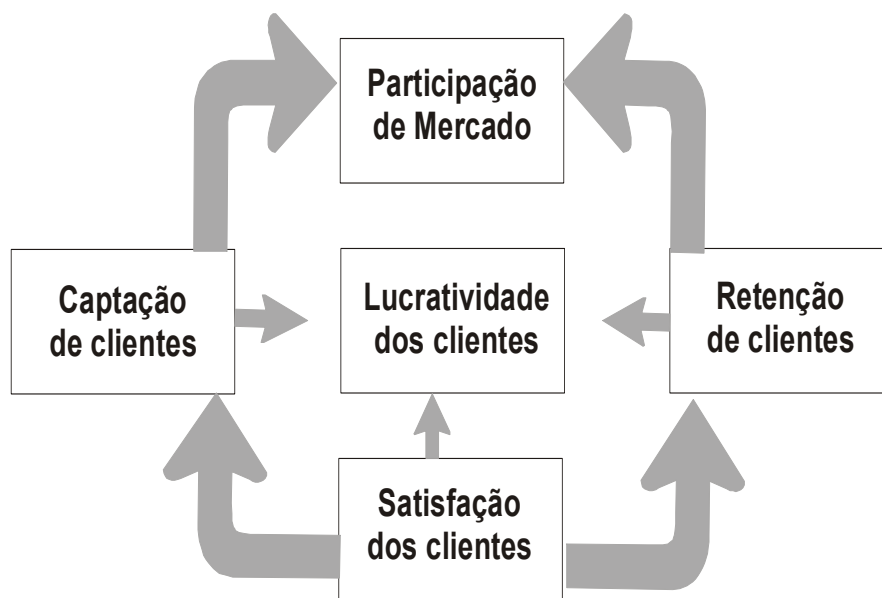 Participação
de Mercado
Captação
de clientes
Lucratividade
dos clientes
Retenção
de clientes
Satisfação
dos clientes